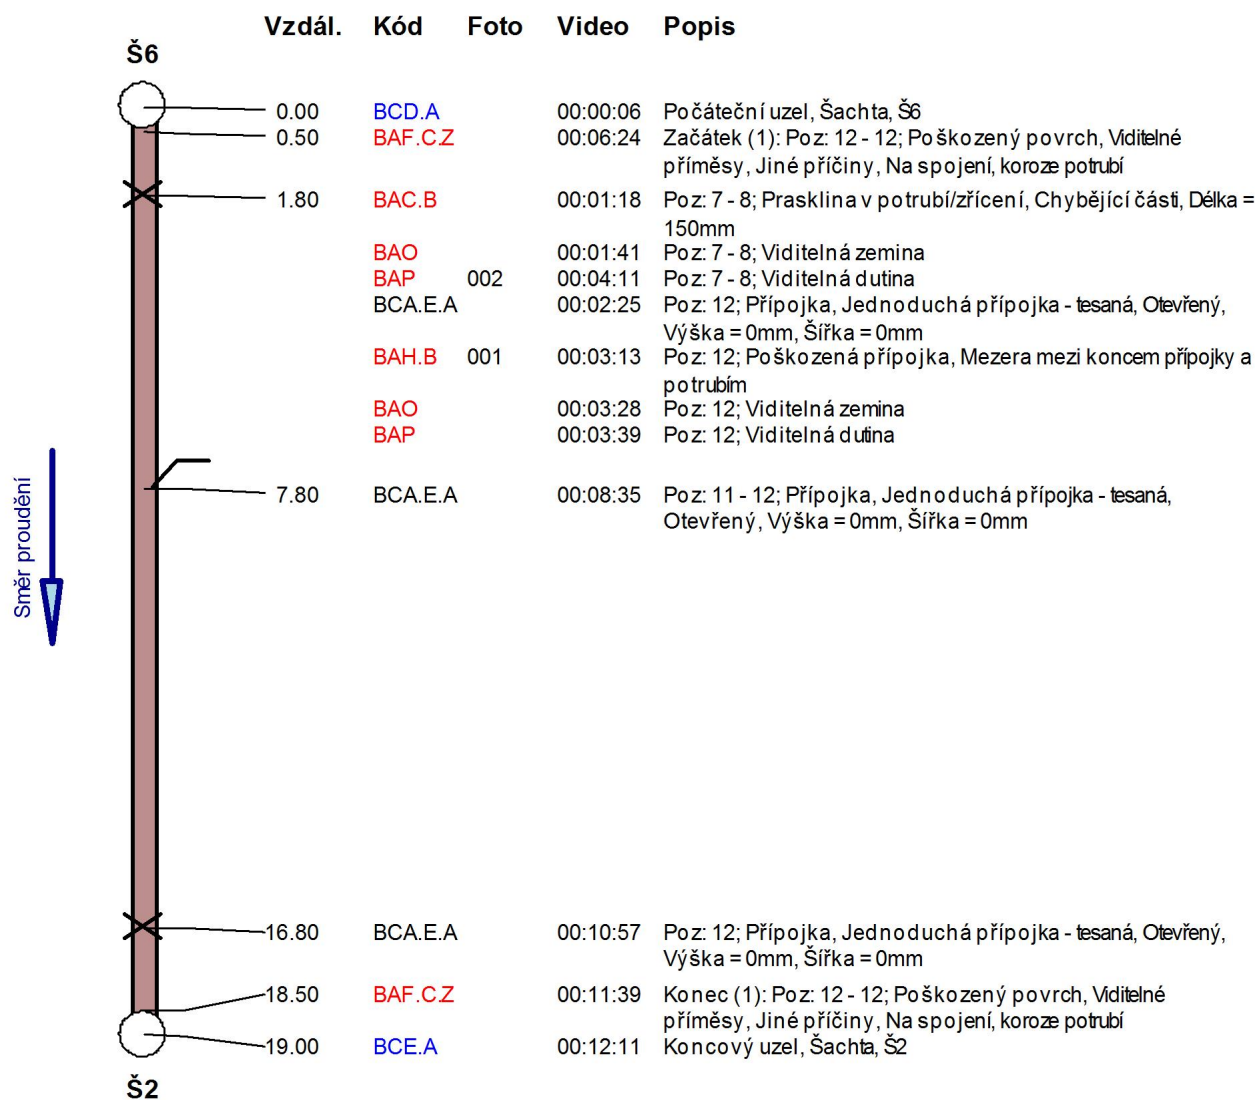 Vzdál. Kód Foto Video Popis
Š6
0.00 BCD.A 00:00:06 Počáteční uzel, Šachta, Š6
0.50 BAF.C.Z 00:06:24 Začátek (1): Poz: 12 - 12; Poškozený povrch, Viditelné
příměsy, Jiné příčiny, Na spojení, koroze potrubí
1.80 BAC.B 00:01:18 Poz: 7 - 8; Prasklina v potrubí/zřícení, Chybějící části, Délka =
150mm
BAO 00:01:41 Poz: 7 - 8; Viditelná zemina
BAP 002 00:04:11 Poz: 7 - 8; Viditelná dutina
BCA.E.A 00:02:25 Poz: 12; Přípojka, Jednoduchá přípojka - tesaná, Otevřený,
Výška = 0mm, Šířka = 0mm
BAH.B 001 00:03:13 Poz: 12; Poškozená přípojka, Mezera mezi koncem přípojky a
potrubím
BAO 00:03:28 Poz: 12; Viditelná zemina
BAP 00:03:39 Poz: 12; Viditelná dutina
7.80 BCA.E.A 00:08:35 Poz: 11 - 12; Přípojka, Jednoduchá přípojka - tesaná,
Otevřený, Výška = 0mm, Šířka = 0mm
Směr proudění
16.80 BCA.E.A 00:10:57 Poz: 12; Přípojka, Jednoduchá přípojka - tesaná, Otevřený,
Výška = 0mm, Šířka = 0mm
18.50 BAF.C.Z 00:11:39 Konec (1): Poz: 12 - 12; Poškozený povrch, Viditelné
příměsy, Jiné příčiny, Na spojení, koroze potrubí
19.00 BCE.A 00:12:11 Koncový uzel, Šachta, Š2
Š2